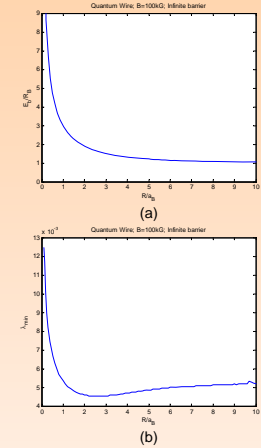 Quantum Wire; B=100kG; Infinite barrier
9
8
7
6
5
4
3
2
1
0
E_b/R_B
0 1 2 3 4 5 6 7 8 9 10
R/a_B
(a)
Quantum Wire; B=100kG; Infinite barrier
x 10^-3
13
12
11
10
9
8
7
6
5
4
λ_min
0 1 2 3 4 5 6 7 8 9 10
R/a_B
(b)